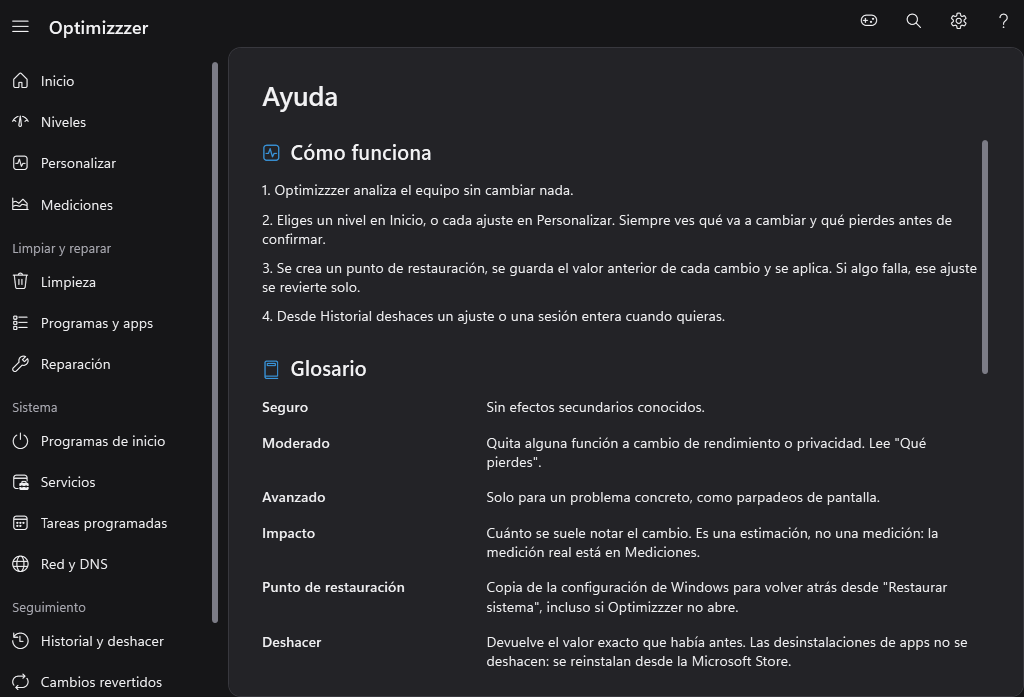 Optimizzzer
Inicio
Niveles
Personalizar
Mediciones
Limpiar y reparar
Limpieza
Programas y apps
Reparación
Sistema
Programas de inicio
Servicios
Tareas programadas
Red y DNS
Seguimiento
Historial y deshacer
Cambios revertidos
Ayuda
Cómo funciona
1. Optimizzzer analiza el equipo sin cambiar nada.
2. Eliges un nivel en Inicio, o cada ajuste en Personalizar. Siempre ves qué va a cambiar y qué pierdes antes de
confirmar.
3. Se crea un punto de restauración, se guarda el valor anterior de cada cambio y se aplica. Si algo falla, ese ajuste
se revierte solo.
4. Desde Historial deshaces un ajuste o una sesión entera cuando quieras.
Glosario
Seguro
Sin efectos secundarios conocidos.
Moderado
Quita alguna función a cambio de rendimiento o privacidad. Lee "Qué
pierdes".
Avanzado
Solo para un problema concreto, como parpadeos de pantalla.
Impacto
Cuánto se suele notar el cambio. Es una estimación, no una medición: la
medición real está en Mediciones.
Punto de restauración
Copia de la configuración de Windows para volver atrás desde "Restaurar
sistema", incluso si Optimizzzer no abre.
Deshacer
Devuelve el valor exacto que había antes. Las desinstalaciones de apps no se
deshacen: se reinstalan desde la Microsoft Store.